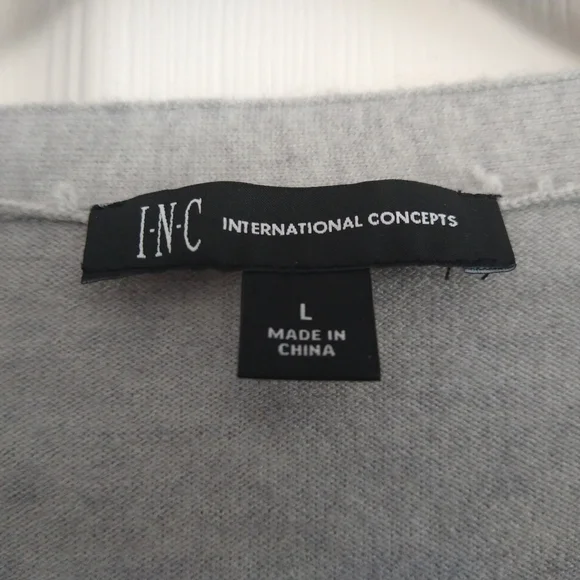 I·N·C INTERNATIONAL CONCEPTS
L
MADE IN
CHINA